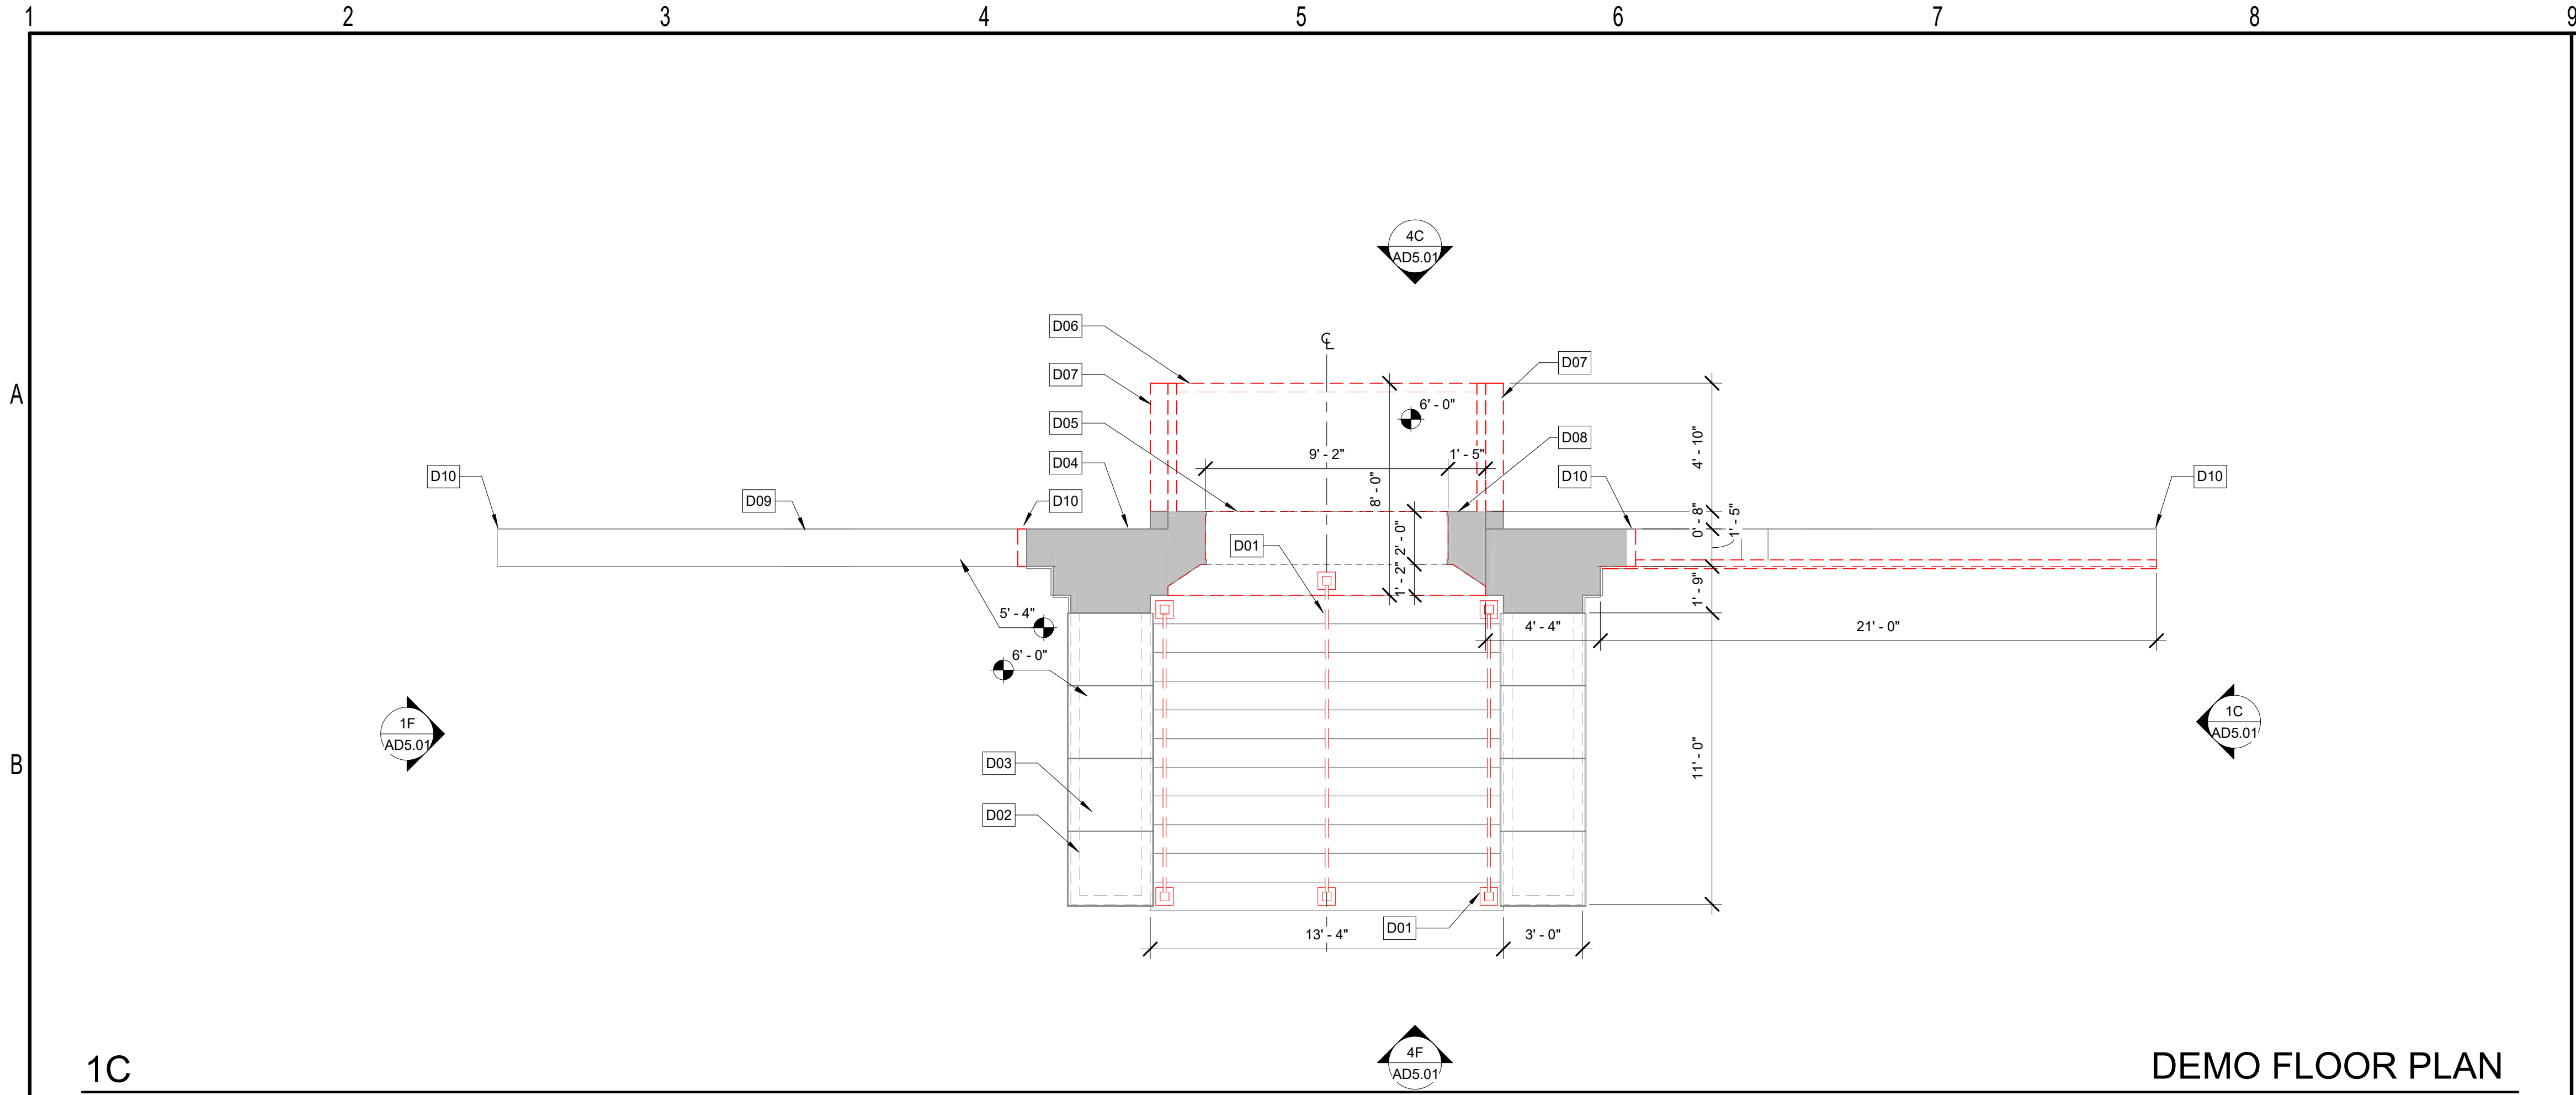 1 2 3 4 5 6 7 8 9
4C
AD5.01
D06
℄
D07
D07
A
6' - 0"
D05
D08
4' - 10"
9' - 2"
1' - 5"
D04
D10
D10
D10
8' - 0"
D09
D10
0' - 8"
1' - 5"
2' - 0"
D01
1' - 2"
1' - 9"
5' - 4"
4' - 4"
21' - 0"
6' - 0"
1F
AD5.01
1C
AD5.01
B
D03
11' - 0"
D02
D01
13' - 4"
3' - 0"
4F
AD5.01
1C
DEMO FLOOR PLAN